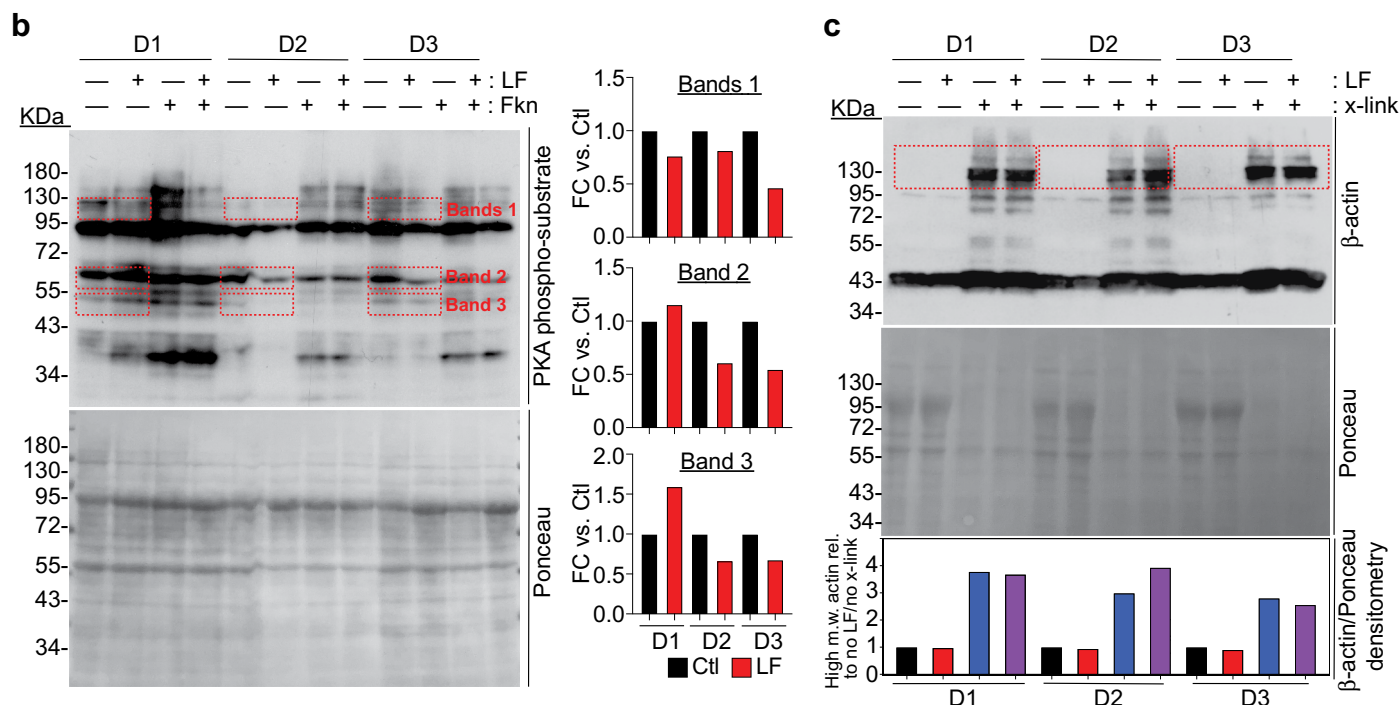 b
D1 D2 D3
— + — + — + — + — + — + : LF
— — + + — — + + — — + + : Fkn
KDa
180-
130-
95-
72-
55-
43-
34-
Bands 1
Band 2
Band 3
PKA phospho-substrate
180-
130-
95-
72-
55-
43-
34-
Ponceau
Bands 1
FC vs. Ctl
1.5
1.0
0.5
0.0
Band 2
FC vs. Ctl
1.5
1.0
0.5
0.0
Band 3
FC vs. Ctl
2.0
1.5
1.0
0.5
0.0
D1 D2 D3
Ctl LF
c
D1 D2 D3
— + — + — + — + — + — + : LF
— — + + — — + + — — + + : x-link
KDa
130-
95-
72-
55-
43-
34-
β-actin
130-
95-
72-
55-
43-
34-
Ponceau
High m.w. actin rel.
to no LF/no x-link
4
3
2
1
0
D1 D2 D3
β-actin/Ponceau
densitometry